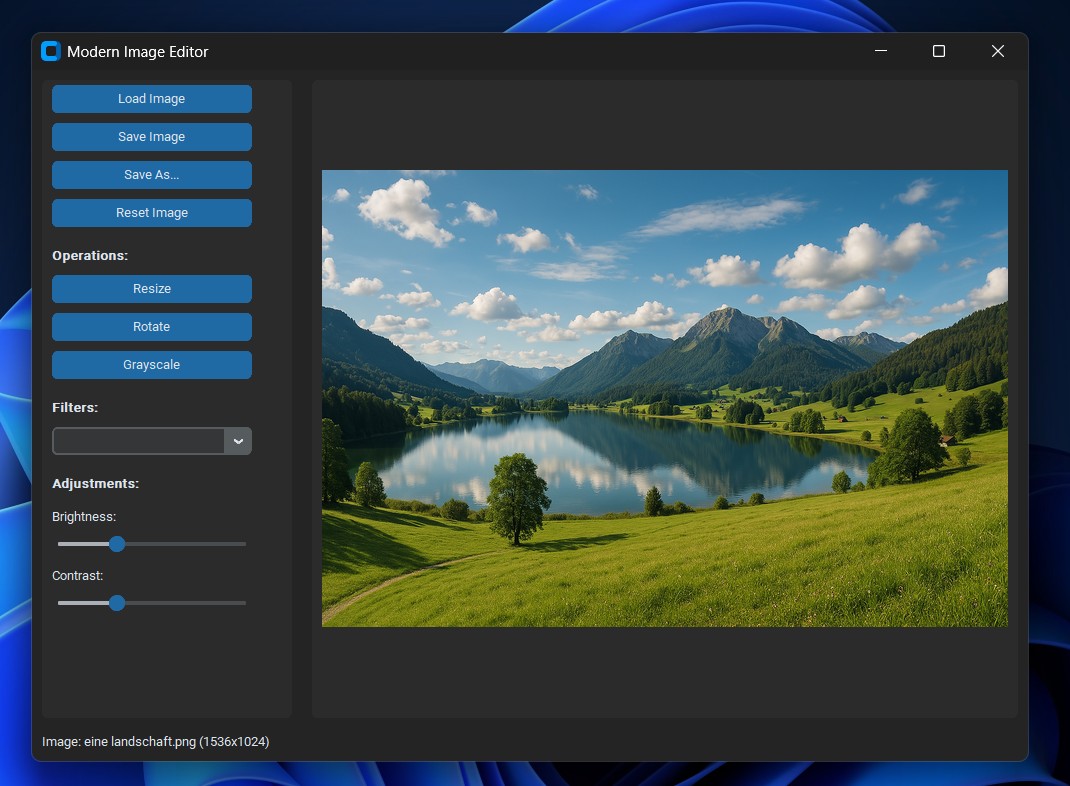 Modern Image Editor
Load Image
Save Image
Save As...
Reset Image
Operations:
Resize
Rotate
Grayscale
Filters:
Adjustments:
Brightness:
Contrast:
Image: eine landschaft.png (1536x1024)